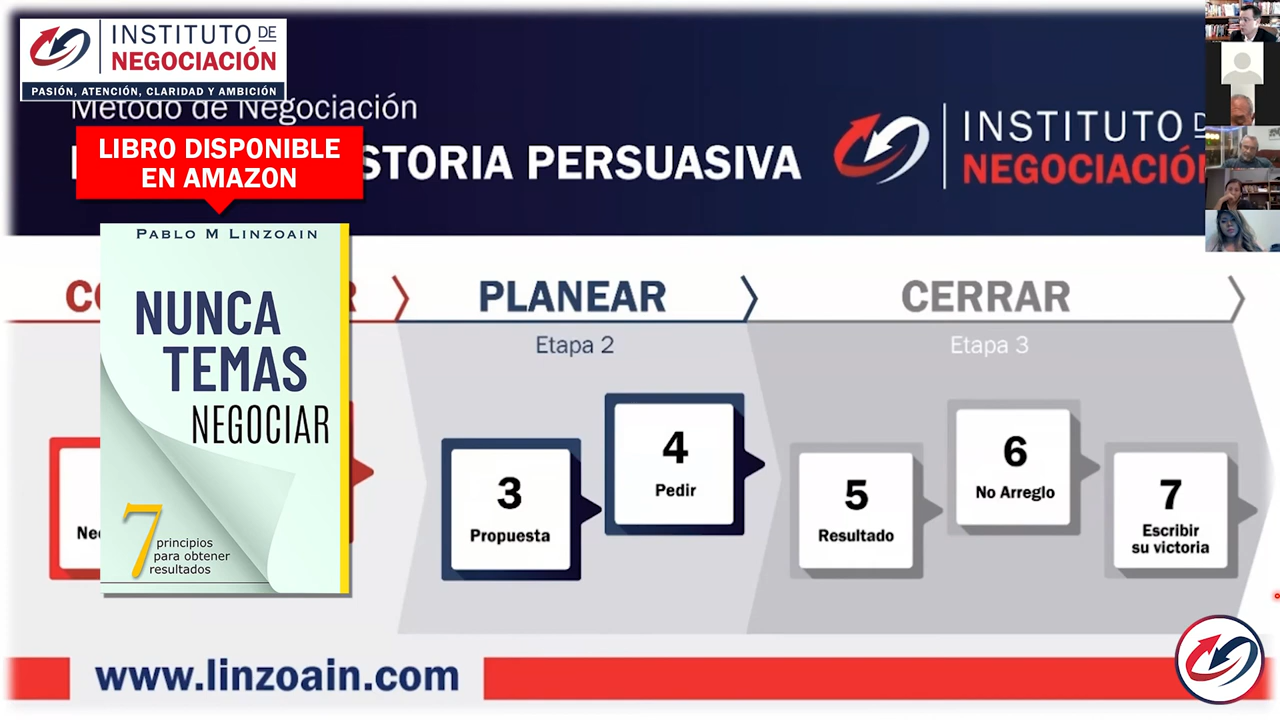 INSTITUTO DE
NEGOCIACIÓN
PASIÓN, ATENCIÓN, CLARIDAD Y AMBICIÓN
Método de Negociación
STORIA PERSUASIVA
INSTITUTO D
NEGOCIACIÓN
LIBRO DISPONIBLE
EN AMAZON
PABLO M LINZOAIN
NUNCA
TEMAS
NEGOCIAR
7 principios
para obtener
resultados
PLANEAR
Etapa 2
3
Propuesta
4
Pedir
CERRAR
Etapa 3
5
Resultado
6
No Arreglo
7
Escribir
su victoria
www.linzoain.com